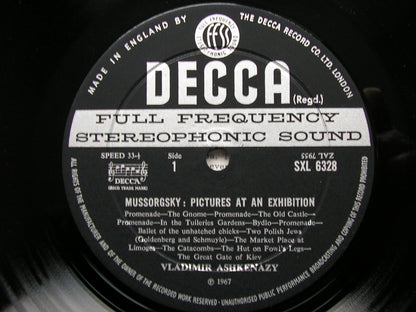 MADE IN ENGLAND BY
THE DECCA RECORD CO. LTD. LONDON
FULL FREQUENCY
ffss
STEREOPHONIC SOUND
DECCA
(Regd.)
FULL FREQUENCY
STEREOPHONIC SOUND
SPEED 33⅓
Side
1
ZAL 7955
SXL 6328
DECCA
(REGD. TRADE MARK)
MUSSORGSKY: PICTURES AT AN EXHIBITION
Promenade—The Gnome—Promenade—The Old Castle—
Promenade—in the Tuileries Gardens—Bydlo—Promenade—
Ballet of the unhatched chicks—Two Polish Jews
(Goldenberg and Schmuyle)—The Market Place at
Limoges—The Catacombs—The Hut on Fowl's Legs—
The Great Gate of Kiev
VLADIMIR ASHKENAZY
℗ 1967
ALL RIGHTS OF THE MANUFACTURER AND OF THE OWNER OF THE RECORDED WORK RESERVED · UNAUTHORISED PUBLIC PERFORMANCE BROADCASTING AND COPYING OF THIS RECORD PROHIBITED